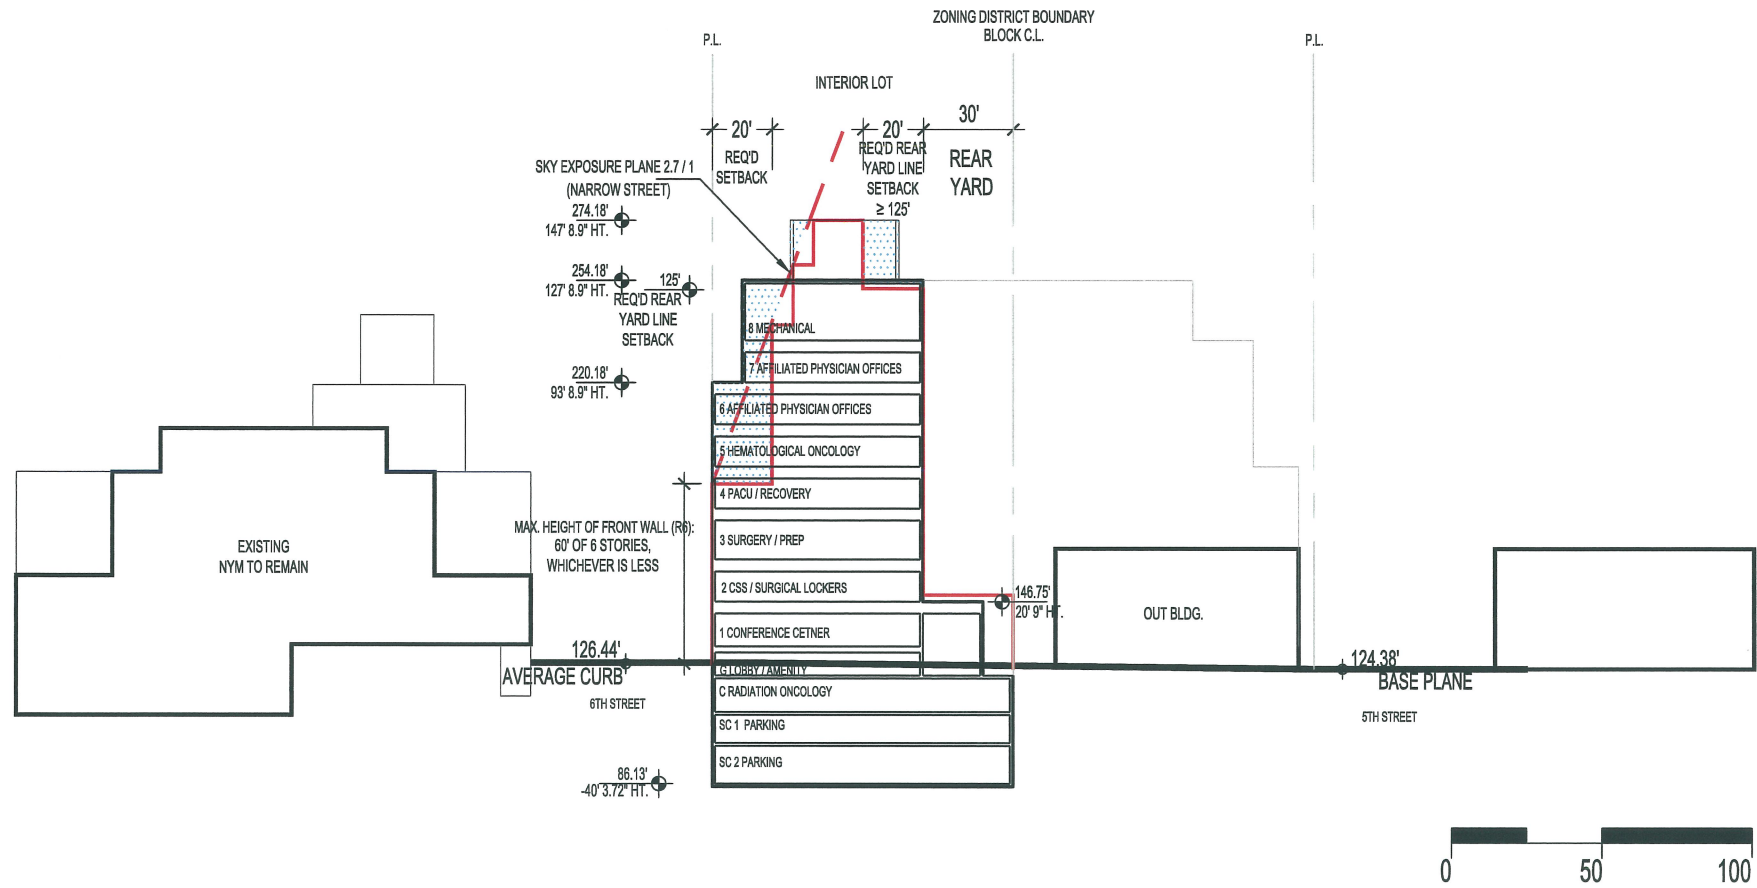 ZONING DISTRICT BOUNDARY
BLOCK C.L.
P.L.
P.L.
INTERIOR LOT
20'
REQ'D
SETBACK
20'
REQ'D REAR
YARD LINE
SETBACK
≥ 125'
30'
REAR
YARD
SKY EXPOSURE PLANE 2.7 / 1
(NARROW STREET)
274.18'
147' 8.9" HT.
254.18'
127' 8.9" HT.
125'
REQ'D REAR
YARD LINE
SETBACK
220.18'
93' 8.9" HT.
8 MECHANICAL
7 AFFILIATED PHYSICIAN OFFICES
6 AFFILIATED PHYSICIAN OFFICES
5 HEMATOLOGICAL ONCOLOGY
4 PACU / RECOVERY
3 SURGERY / PREP
2 CSS / SURGICAL LOCKERS
1 CONFERENCE CETNER
G LOBBY / AMENITY
C RADIATION ONCOLOGY
SC 1 PARKING
SC 2 PARKING
MAX. HEIGHT OF FRONT WALL (R6):
60' OF 6 STORIES,
WHICHEVER IS LESS
EXISTING
NYM TO REMAIN
146.75'
20' 9" HT.
OUT BLDG.
126.44'
AVERAGE CURB
6TH STREET
124.38'
BASE PLANE
5TH STREET
86.13'
-40' 3.72" HT.
0 50 100